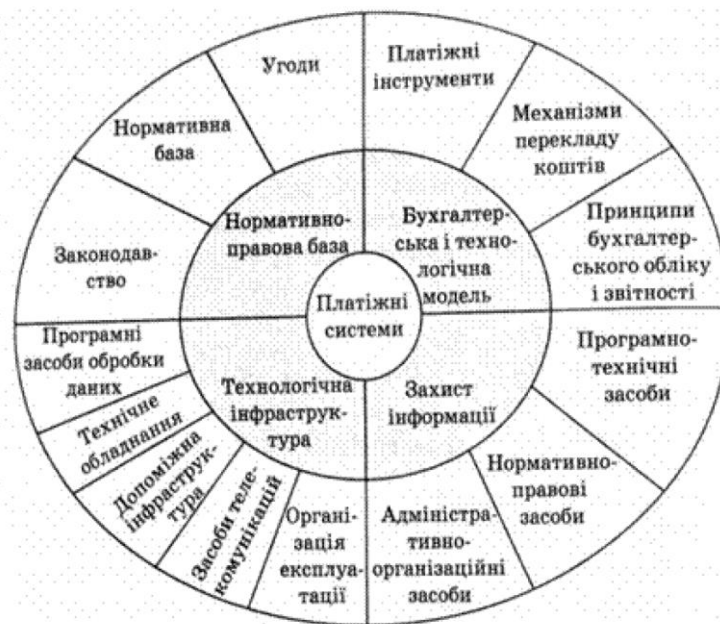 Угоди
Платіжні
інструменти
Нормативна
база
Механізми
перекладу
коштів
Законодав-
ство
Нормативно-
правова база
Бухгалтер-
ська і техно-
логічна
модель
Принципи
бухгалтер-
ського обліку
і звітності
Платіжні
системи
Програмні
засоби обробки
даних
Технологічна
інфраструк-
тура
Захист
інформації
Програмно-
технічні
засоби
Технічне
обладнання
Допоміжна
інфраструк-
тура
Засоби теле-
комунікацій
Органі-
зація
експлуа-
тації
Адміністра-
тивно-
організаційні
засоби
Нормативно-
правові
засоби